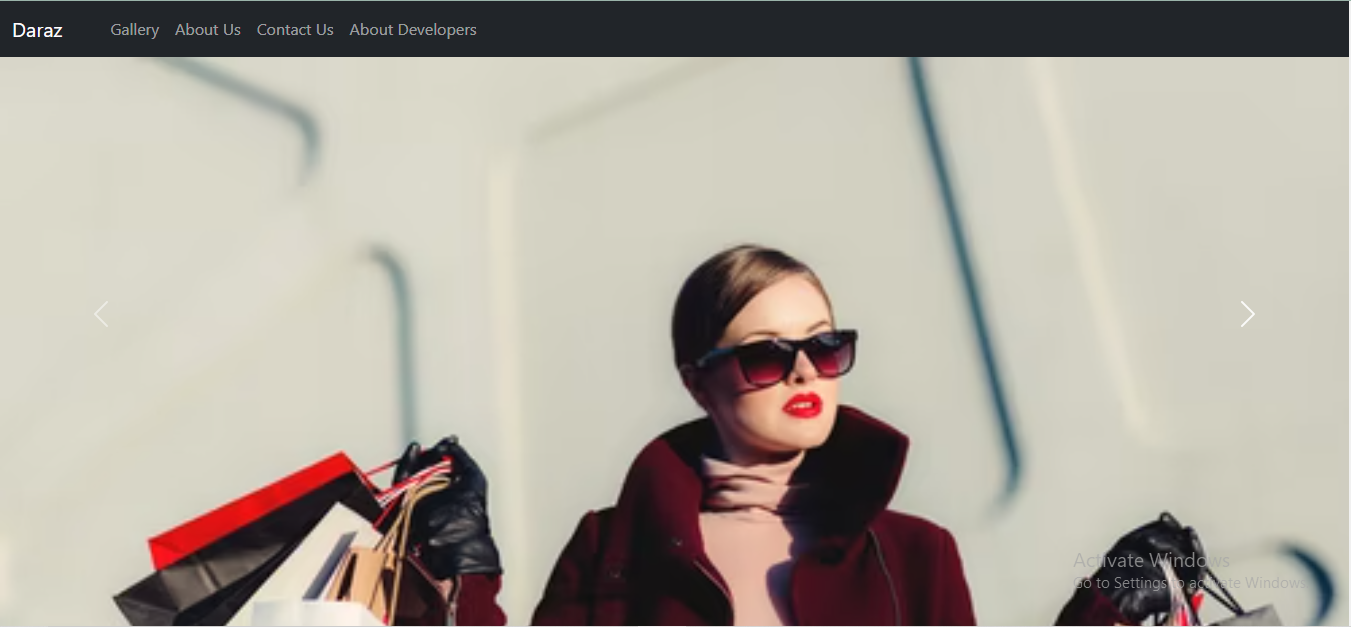 Daraz Gallery About Us Contact Us About Developers
Activate Windows
Go to Settings to activate Windows.